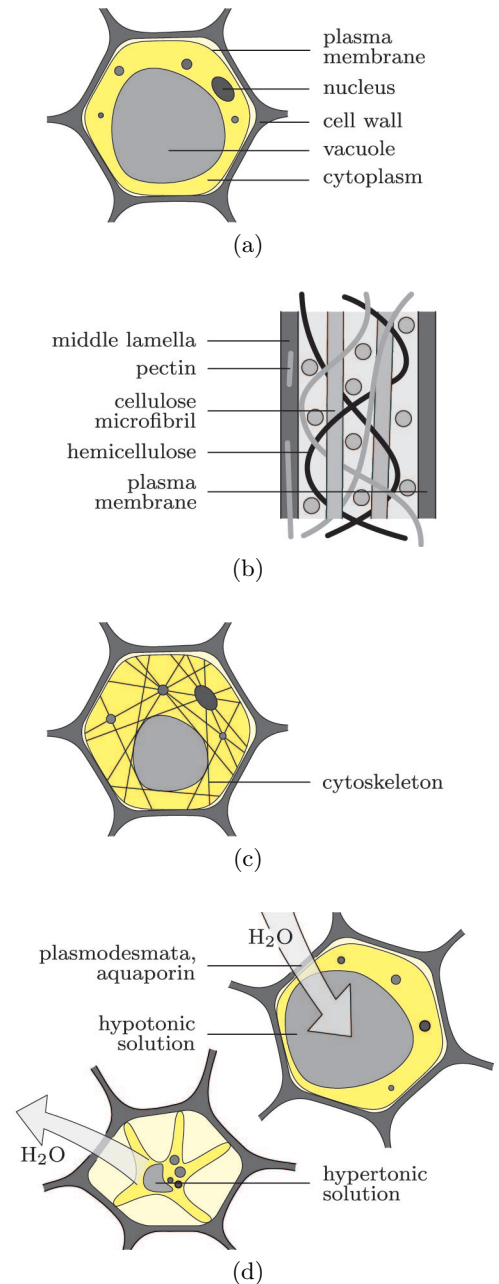 plasma
membrane
nucleus
cell wall
vacuole
cytoplasm
(a)
middle lamella
pectin
cellulose
microfibril
hemicellulose
plasma
membrane
(b)
cytoskeleton
(c)
H₂O
plasmodesmata,
aquaporin
hypotonic
solution
H₂O
hypertonic
solution
(d)